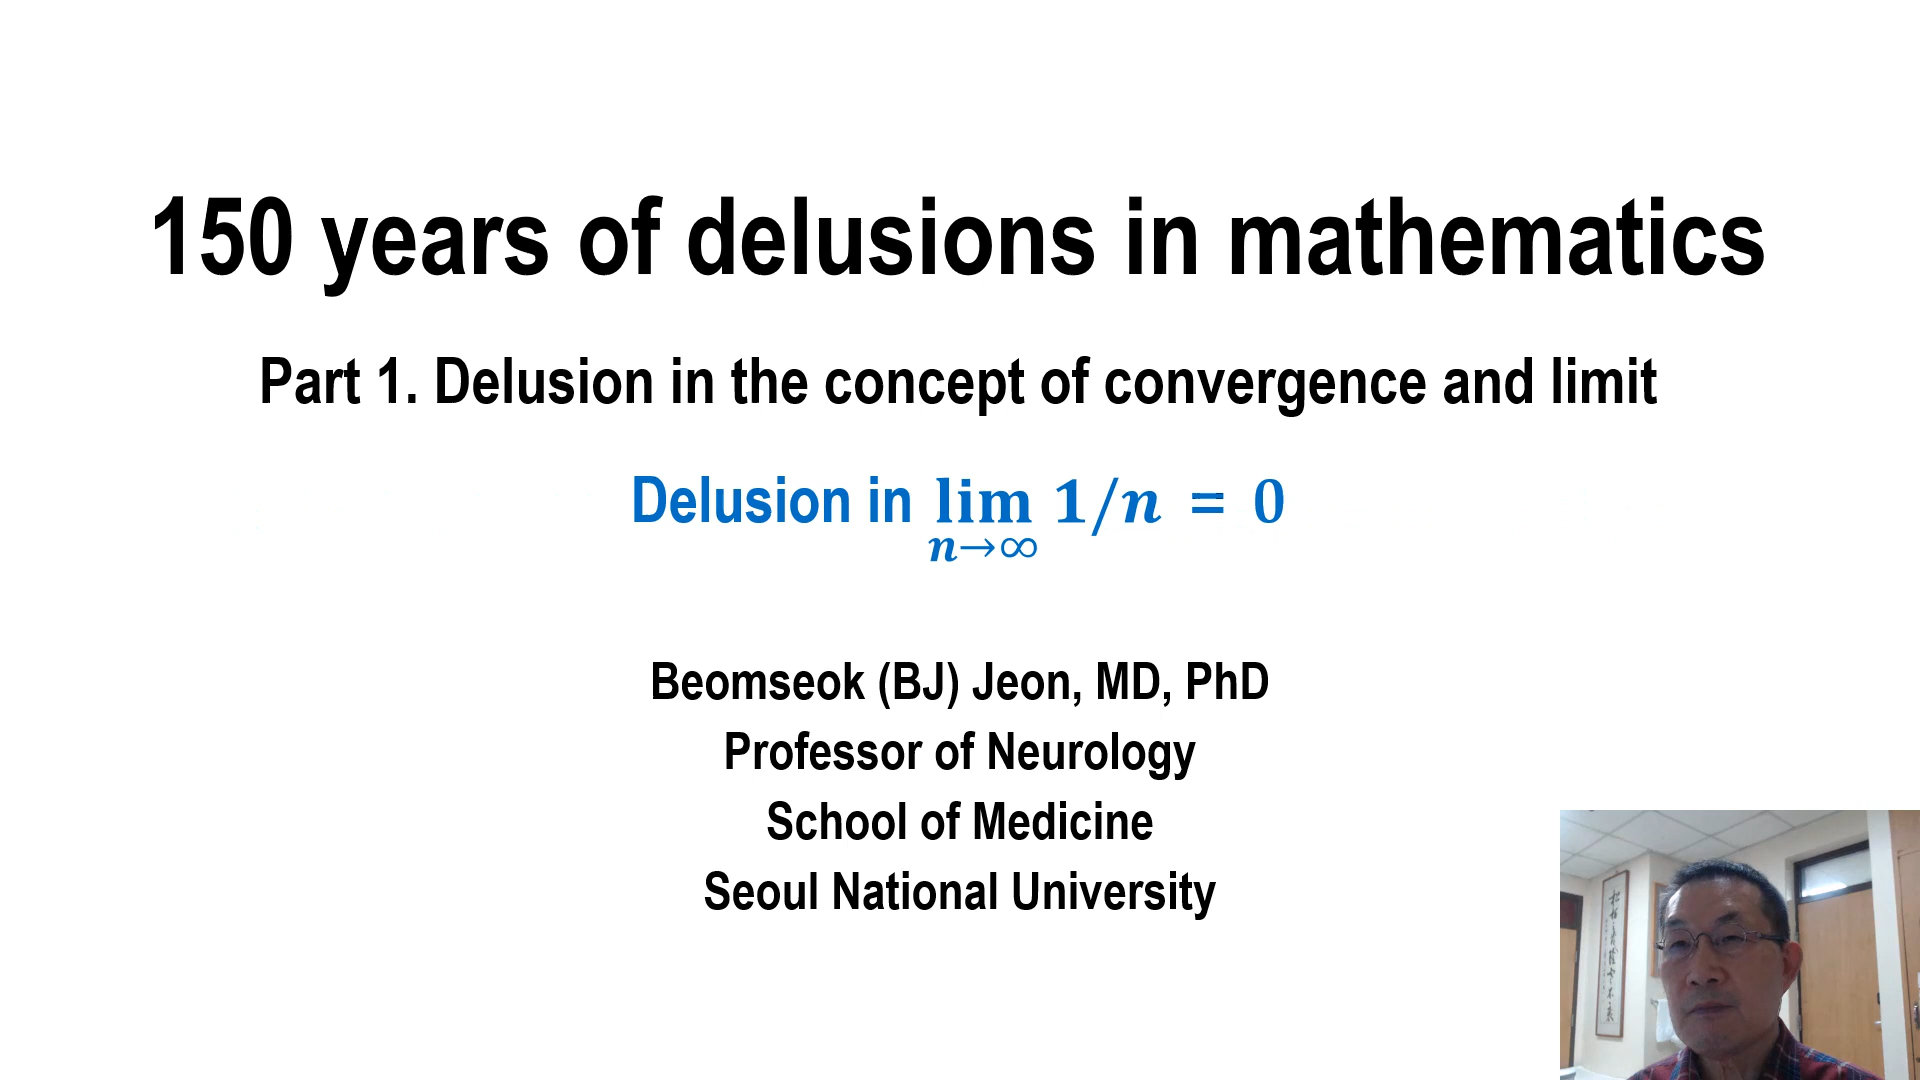 150 years of delusions in mathematics
Part 1. Delusion in the concept of convergence and limit
Delusion in lim 1/n = 0
n→∞
Beomseok (BJ) Jeon, MD, PhD
Professor of Neurology
School of Medicine
Seoul National University